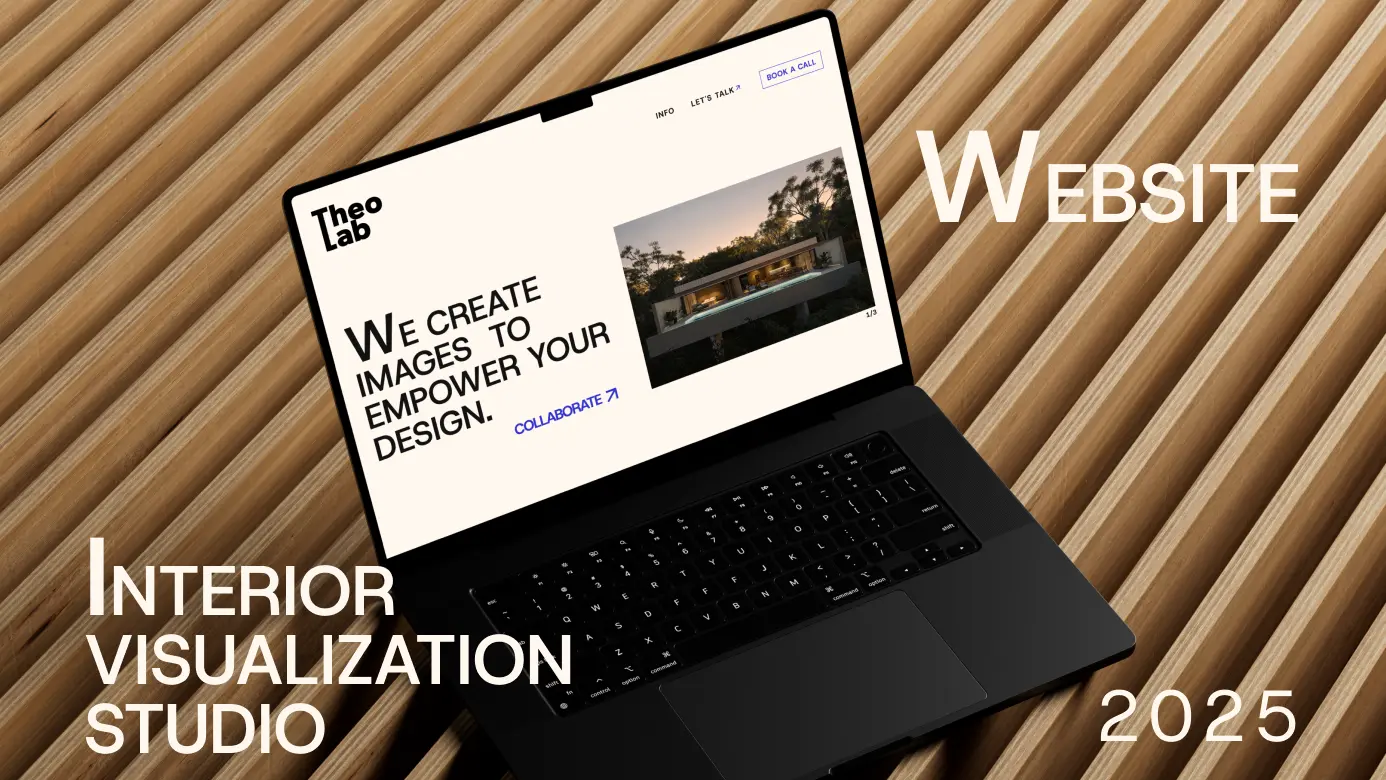 INFO
LET'S TALK↗
BOOK A CALL
Theo
Lab
WE CREATE
IMAGES TO
EMPOWER YOUR
DESIGN.
COLLABORATE ↗
1/3
WEBSITE
INTERIOR
VISUALIZATION
STUDIO
2025